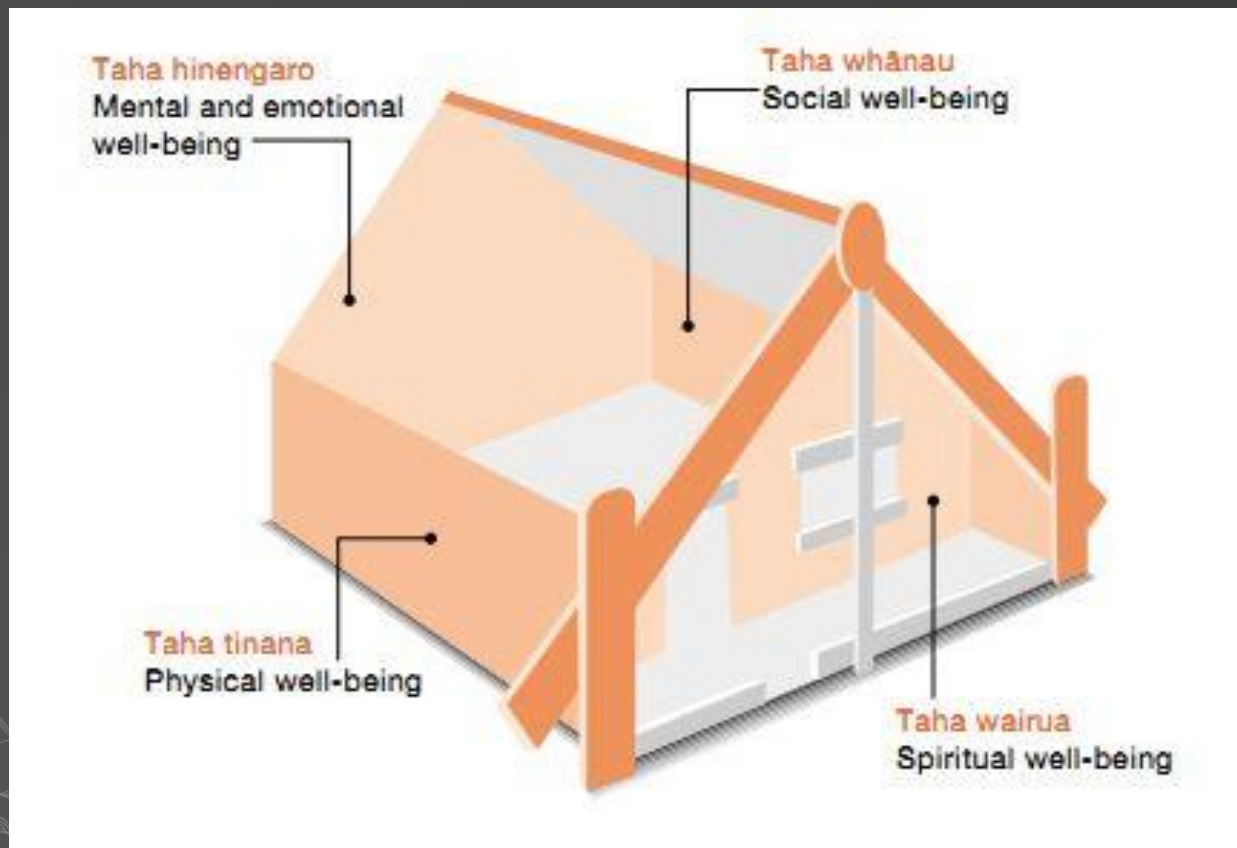 Taha hinengaro
Mental and emotional
well-being
Taha whānau
Social well-being
Taha tinana
Physical well-being
Taha wairua
Spiritual well-being